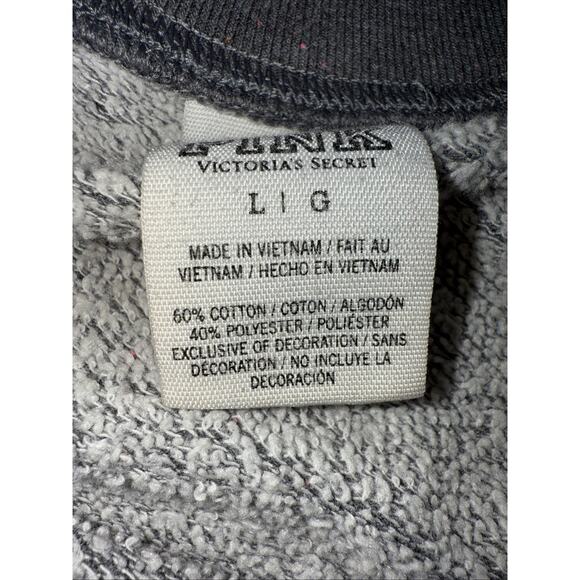 PINK
VICTORIA'S SECRET
L | G
MADE IN VIETNAM / FAIT AU
VIETNAM / HECHO EN VIETNAM
60% COTTON / COTON / ALGODÓN
40% POLYESTER / POLIÉSTER
EXCLUSIVE OF DECORATION / SANS
DÉCORATION / NO INCLUYE LA
DECORACIÓN